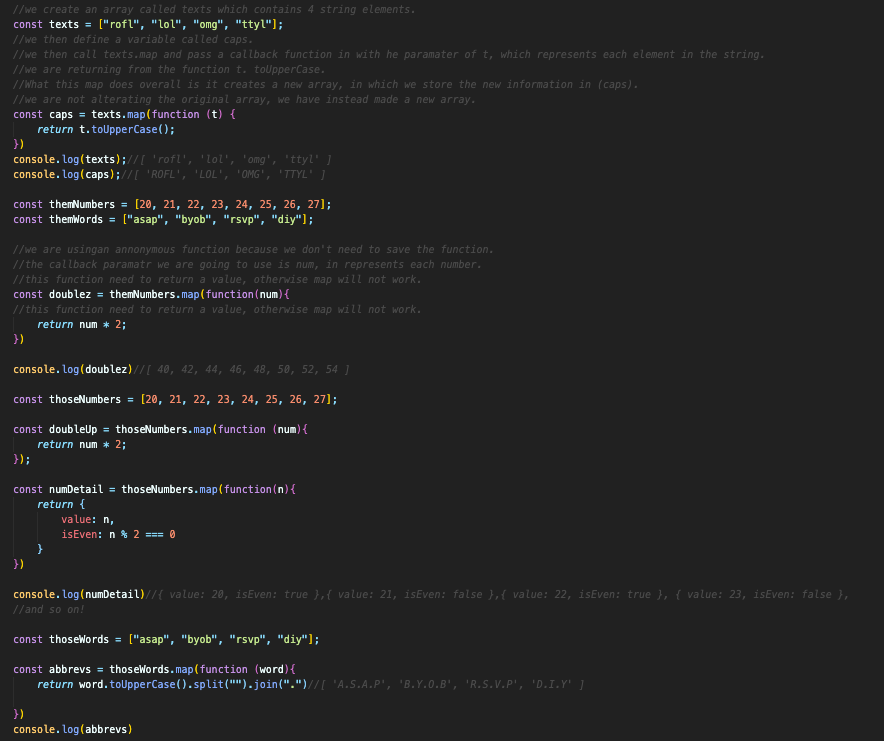 //we create an array called texts which contains 4 string elements.
const texts = ["rofl", "lol", "omg", "ttyl"];
//we then define a variable called caps.
//we then call texts.map and pass a callback function in with he paramater of t, which represents each element in the string.
//we are returning from the function t. toUpperCase.
//What this map does overall is it creates a new array, in which we store the new information in (caps).
//we are not altering the original array, we have instead made a new array.
const caps = texts.map(function (t) {
    return t.toUpperCase();
})
console.log(texts);//[ 'rofl', 'lol', 'omg', 'ttyl' ]
console.log(caps);//[ 'ROFL', 'LOL', 'OMG', 'TTYL' ]

const themNumbers = [20, 21, 22, 23, 24, 25, 26, 27];
const themWords = ["asap", "byob", "rsvp", "diy"];

//we are usingan annonymous function because we don't need to save the function.
//the callback paramatr we are going to use is num, in represents each number.
//this function need to return a value, otherwise map will not work.
const doublez = themNumbers.map(function(num){
//this function need to return a value, otherwise map will not work.
    return num * 2;
})

console.log(doublez)//[ 40, 42, 44, 46, 48, 50, 52, 54 ]

const thoseNumbers = [20, 21, 22, 23, 24, 25, 26, 27];

const doubleUp = thoseNumbers.map(function (num){
    return num * 2;
});

const numDetail = thoseNumbers.map(function(n){
    return {
        value: n,
        isEven: n % 2 === 0
    }
})

console.log(numDetail)//{ value: 20, isEven: true },{ value: 21, isEven: false },{ value: 22, isEven: true }, { value: 23, isEven: false },
//and so on!

const thoseWords = ["asap", "byob", "rsvp", "diy"];

const abbrevs = thoseWords.map(function (word){
    return word.toUpperCase().split("").join(".")//[ 'A.S.A.P', 'B.Y.O.B', 'R.S.V.P', 'D.I.Y' ]

})
console.log(abbrevs)